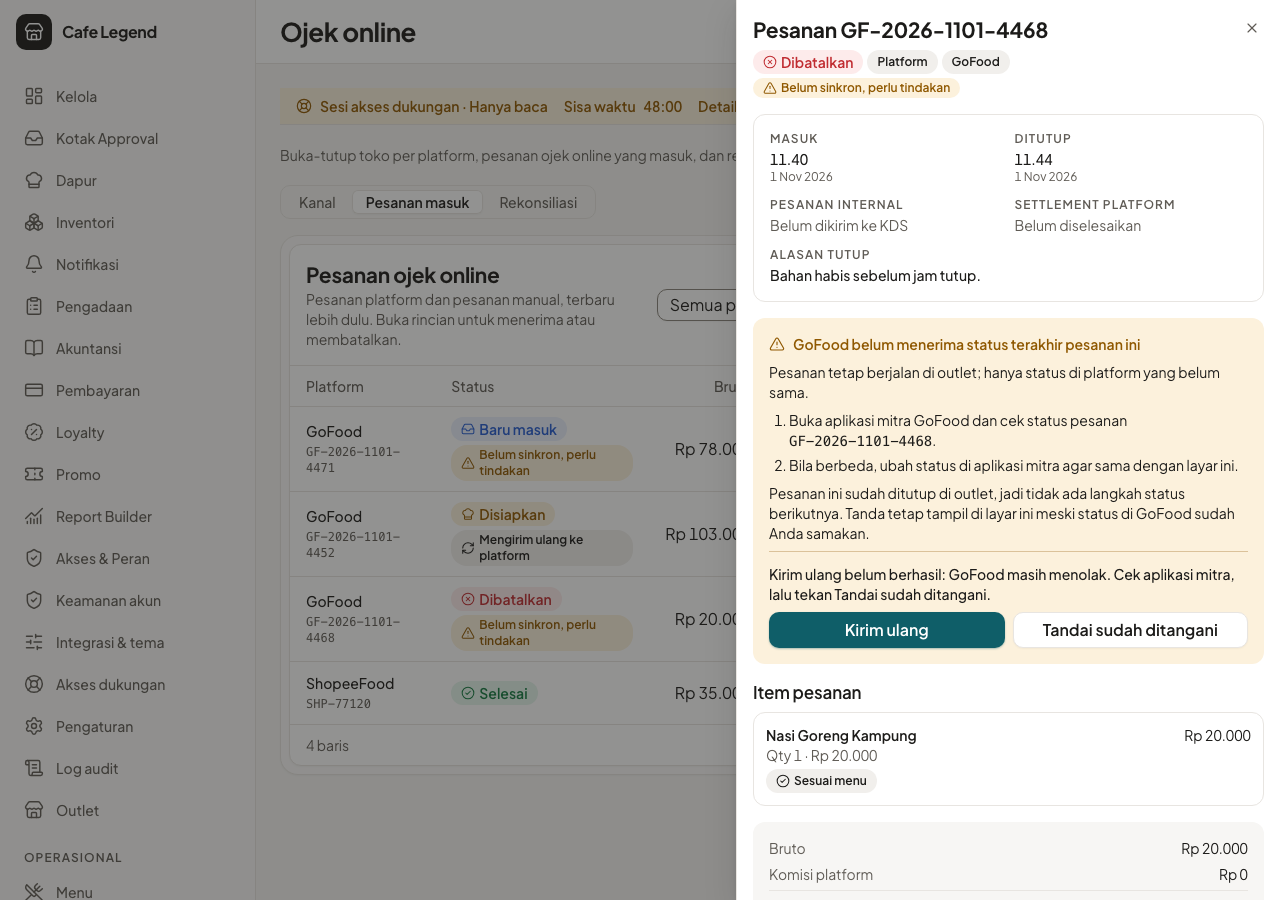 Cafe Legend
Kelola
Kotak Approval
Dapur
Inventori
Notifikasi
Pengadaan
Akuntansi
Pembayaran
Loyalty
Promo
Report Builder
Akses & Peran
Keamanan akun
Integrasi & tema
Akses dukungan
Pengaturan
Log audit
Outlet
OPERASIONAL
Menu
Ojek online
Sesi akses dukungan · Hanya baca Sisa waktu 48:00 Detail
Buka-tutup toko per platform, pesanan ojek online yang masuk, dan re
Kanal Pesanan masuk Rekonsiliasi
Pesanan ojek online
Pesanan platform dan pesanan manual, terbaru
lebih dulu. Buka rincian untuk menerima atau
membatalkan.
Semua p
Platform Status Bru
GoFood
GF-2026-1101-
4471
Baru masuk
Belum sinkron, perlu
tindakan
Rp 78.00
GoFood
GF-2026-1101-
4452
Disiapkan
Mengirim ulang ke
platform
Rp 103.00
GoFood
GF-2026-1101-
4468
Dibatalkan
Belum sinkron, perlu
tindakan
Rp 20.00
ShopeeFood
SHP-77120
Selesai
Rp 35.00
4 baris
Pesanan GF-2026-1101-4468
Dibatalkan Platform GoFood
Belum sinkron, perlu tindakan
MASUK
11.40
1 Nov 2026
DITUTUP
11.44
1 Nov 2026
PESANAN INTERNAL
Belum dikirim ke KDS
SETTLEMENT PLATFORM
Belum diselesaikan
ALASAN TUTUP
Bahan habis sebelum jam tutup.
GoFood belum menerima status terakhir pesanan ini
Pesanan tetap berjalan di outlet; hanya status di platform yang belum
sama.
1. Buka aplikasi mitra GoFood dan cek status pesanan
GF-2026-1101-4468.
2. Bila berbeda, ubah status di aplikasi mitra agar sama dengan layar ini.
Pesanan ini sudah ditutup di outlet, jadi tidak ada langkah status
berikutnya. Tanda tetap tampil di layar ini meski status di GoFood sudah
Anda samakan.
Kirim ulang belum berhasil: GoFood masih menolak. Cek aplikasi mitra,
lalu tekan Tandai sudah ditangani.
Kirim ulang Tandai sudah ditangani
Item pesanan
Nasi Goreng Kampung Rp 20.000
Qty 1 · Rp 20.000
Sesuai menu
Bruto Rp 20.000
Komisi platform Rp 0